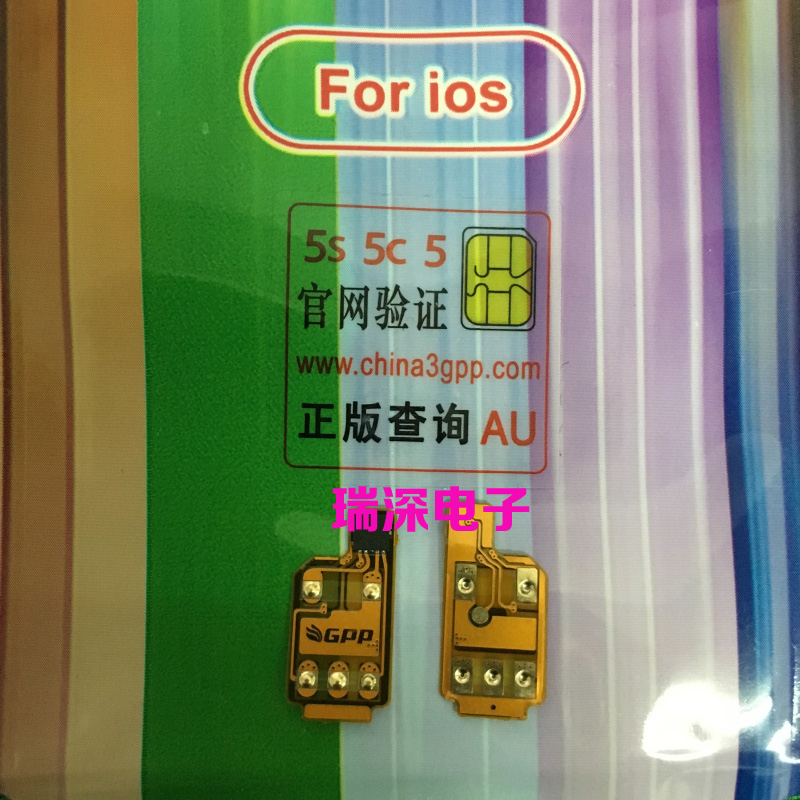 For ios
5s 5c 5
官网验证
www.china3gpp.com
正版查询 AU
瑞深电子
GPP